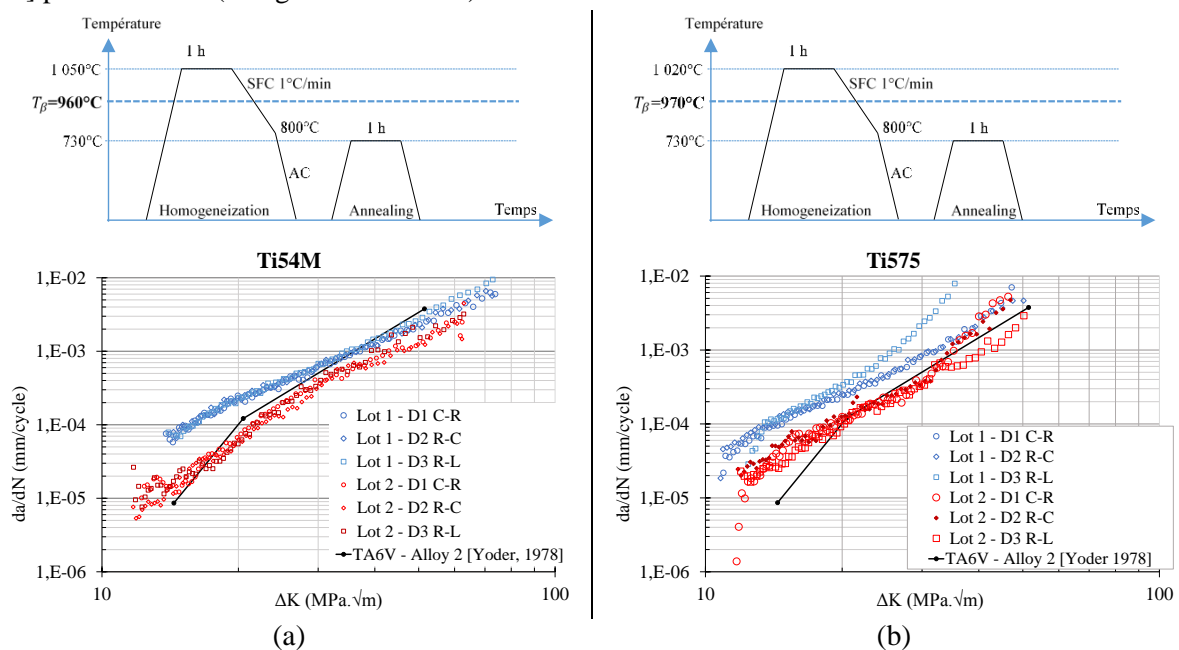 Température
1 h
1 050°C
SFC 1°C/min
Tβ=960°C
800°C
1 h
730°C
AC
Homogeneization
Annealing
Temps
Ti54M
1,E-02
1,E-03
1,E-04
1,E-05
1,E-06
da/dN (mm/cycle)
Lot 1 - D1 C-R
Lot 1 - D2 R-C
Lot 1 - D3 R-L
Lot 2 - D1 C-R
Lot 2 - D2 R-C
Lot 2 - D3 R-L
TA6V - Alloy 2 [Yoder, 1978]
10
100
ΔK (MPa.√m)
(a)
Température
1 h
1 020°C
SFC 1°C/min
Tβ=970°C
800°C
1 h
730°C
AC
Homogeneization
Annealing
Temps
Ti575
1,E-02
1,E-03
1,E-04
1,E-05
1,E-06
da/dN (mm/cycle)
Lot 1 - D1 C-R
Lot 1 - D2 R-C
Lot 1 - D3 R-L
Lot 2 - D1 C-R
Lot 2 - D2 R-C
Lot 2 - D3 R-L
TA6V - Alloy 2 [Yoder 1978]
10
100
ΔK (MPa.√m)
(b)